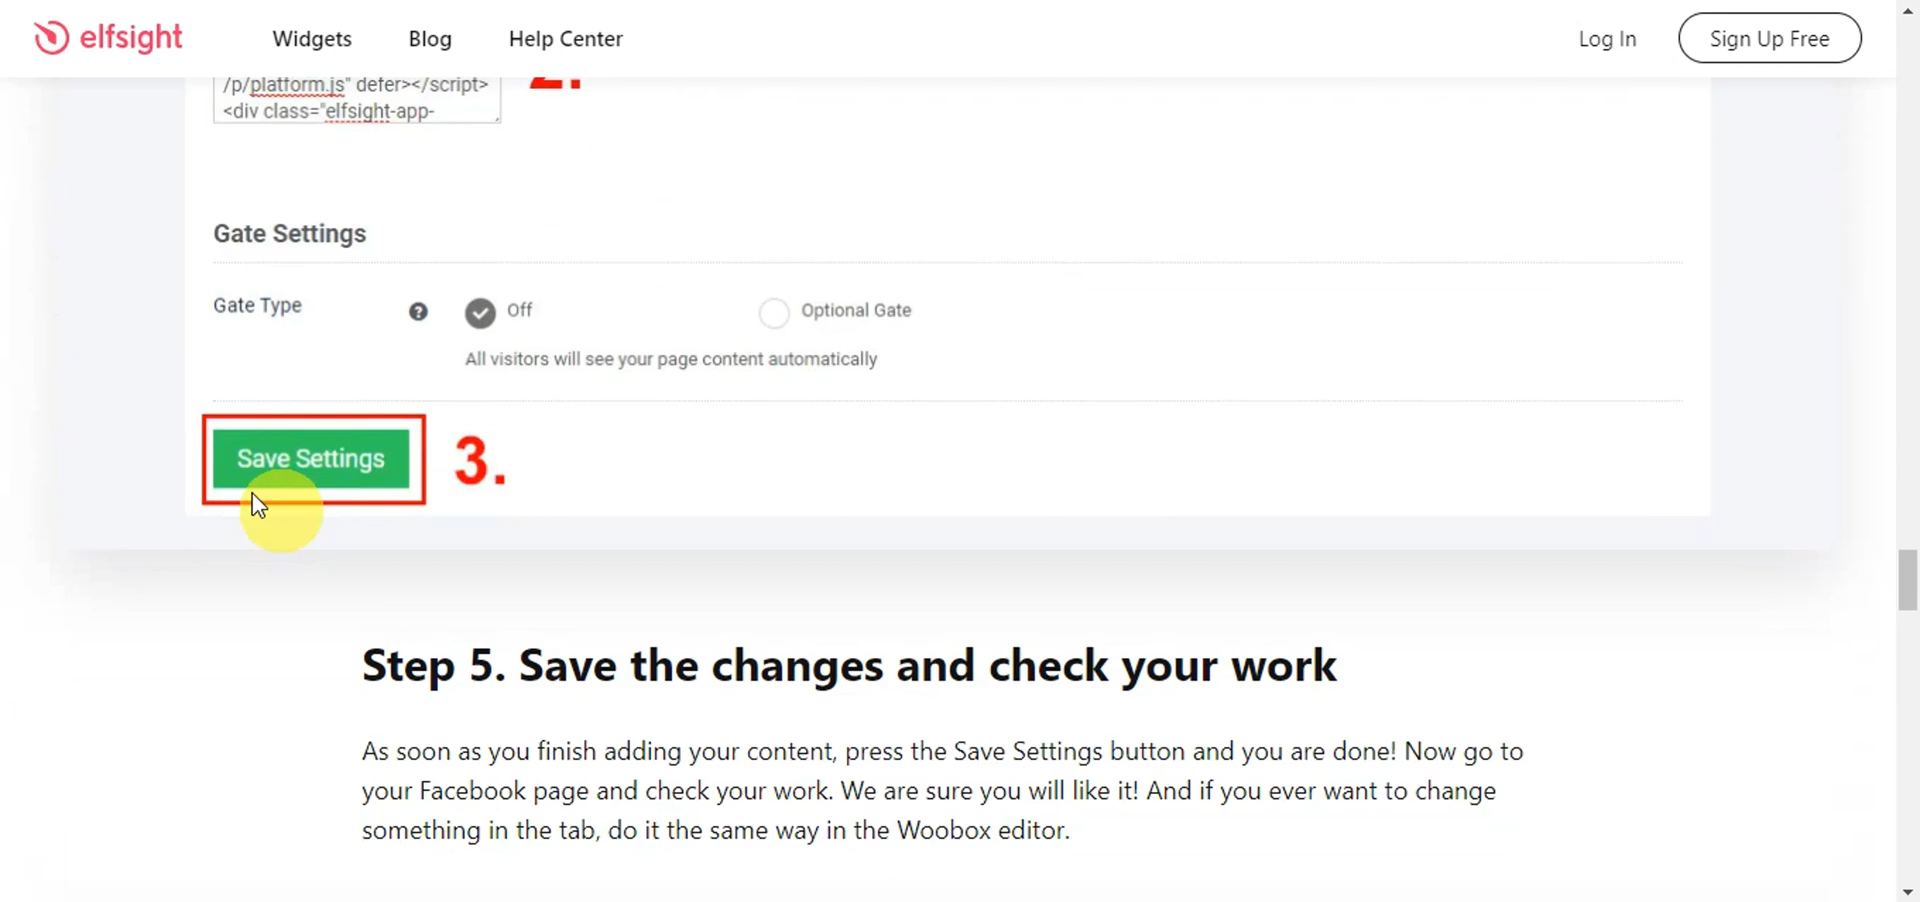 elfsight
Widgets
Blog
Help Center
Log In
Sign Up Free
/p/platform.js" defer></script>
<div class="elfsight-app-
2.
Gate Settings
Gate Type
?
Off
Optional Gate
All visitors will see your page content automatically
Save Settings
3.
Step 5. Save the changes and check your work
As soon as you finish adding your content, press the Save Settings button and you are done! Now go to
your Facebook page and check your work. We are sure you will like it! And if you ever want to change
something in the tab, do it the same way in the Woobox editor.